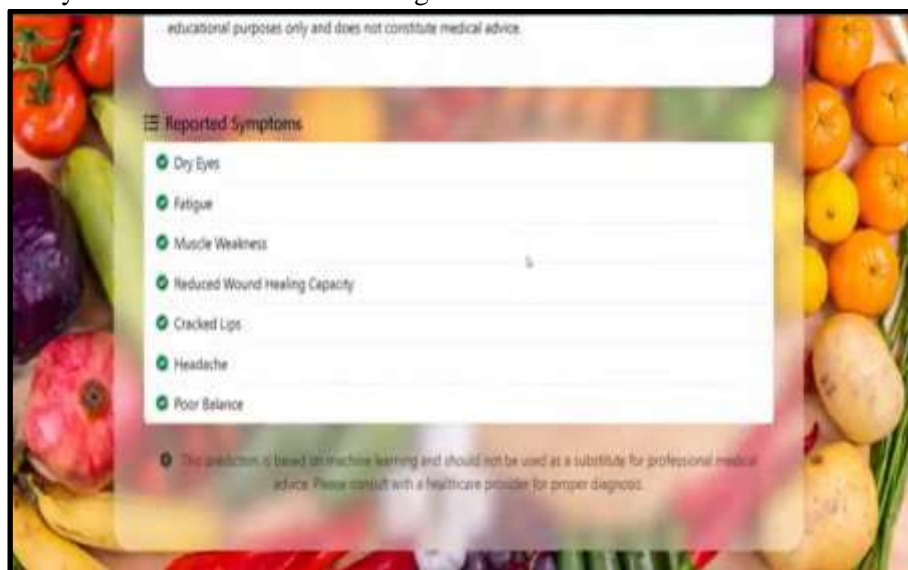 educational purposes only and does not constitute medical advice.
Reported Symptoms
Dry Eyes
Fatigue
Muscle Weakness
Reduced Wound Healing Capacity
Cracked Lips
Headache
Poor Balance
This prediction is based on machine learning and should not be used as a substitute for professional medical
advice. Please consult with a healthcare provider for proper diagnosis.